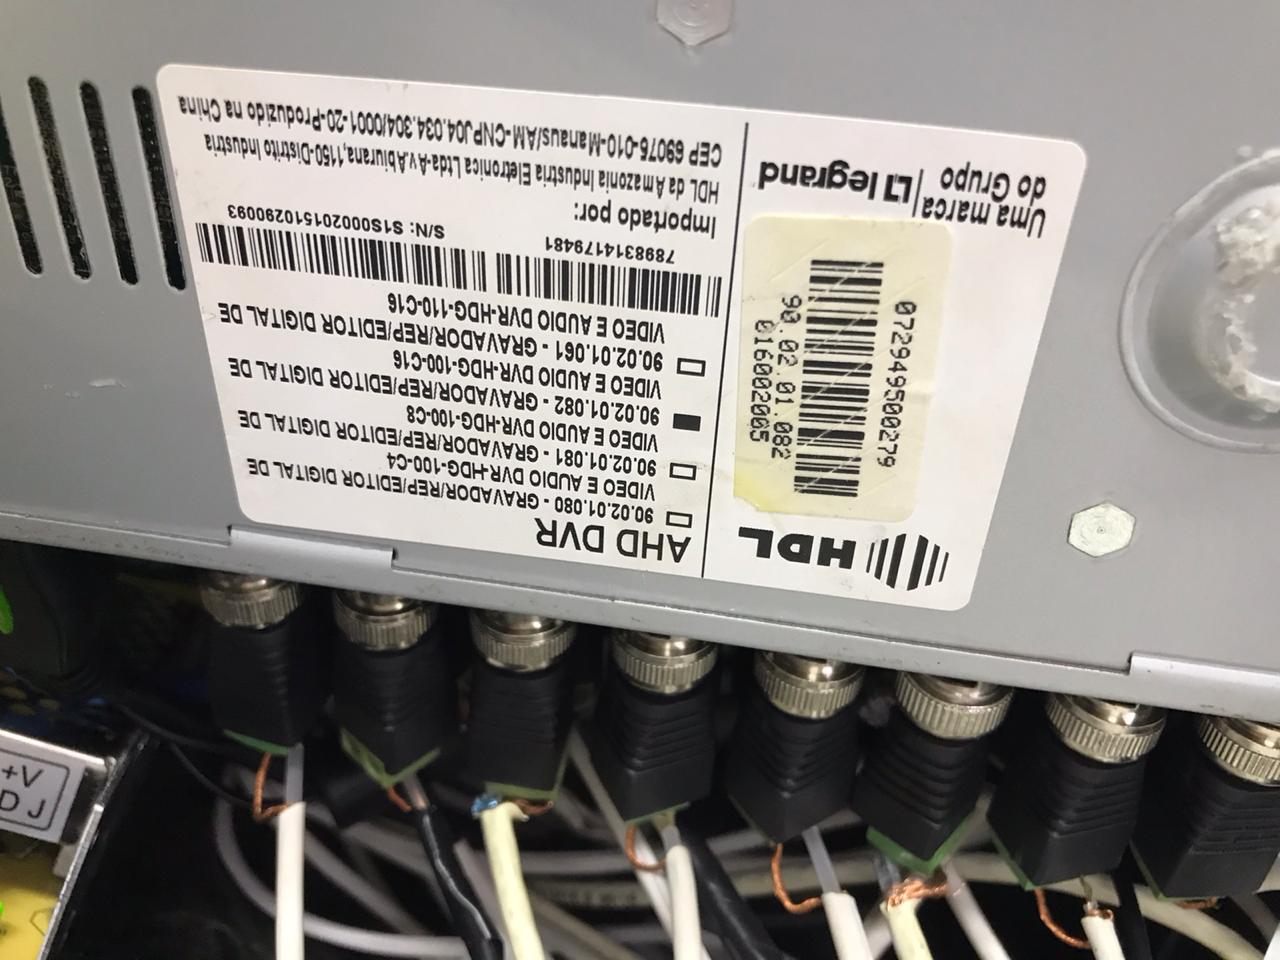 HDL
072949500279
90.02.01.082
016002005
Uma marca
do Grupo
legrand
AHD DVR
90.02.01.080 - GRAVADOR/REP/EDITOR DIGITAL DE
VIDEO E AUDIO DVR-HDG-100-C4
90.02.01.081 - GRAVADOR/REP/EDITOR DIGITAL DE
VIDEO E AUDIO DVR-HDG-100-C8
90.02.01.082 - GRAVADOR/REP/EDITOR DIGITAL DE
VIDEO E AUDIO DVR-HDG-100-C16
90.02.01.061 - GRAVADOR/REP/EDITOR DIGITAL DE
VIDEO E AUDIO DVR-HDG-110-C16
7898314179481
S/N: S1S0002015510290093
Importado por:
HDL da Amazonia Industria Eletronica Ltda-Av.Abiurana,1150-Distrito Industria
CEP 69075-010-Manaus/AM-CNPJ04.034.304/0001-20-Produzido na China
+V
D J